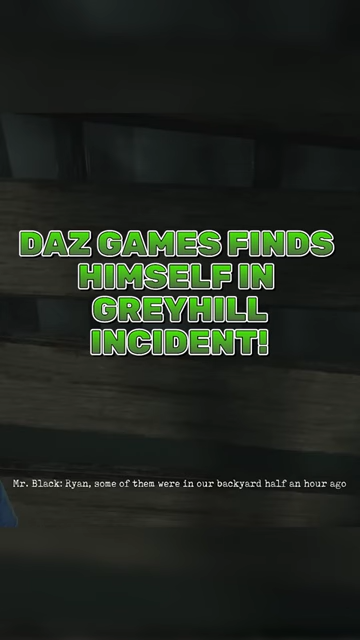 DAZ GAMES FINDS
HIMSELF IN
GREYHILL
INCIDENT!
Mr. Black: Ryan, some of them were in our backyard half an hour ago